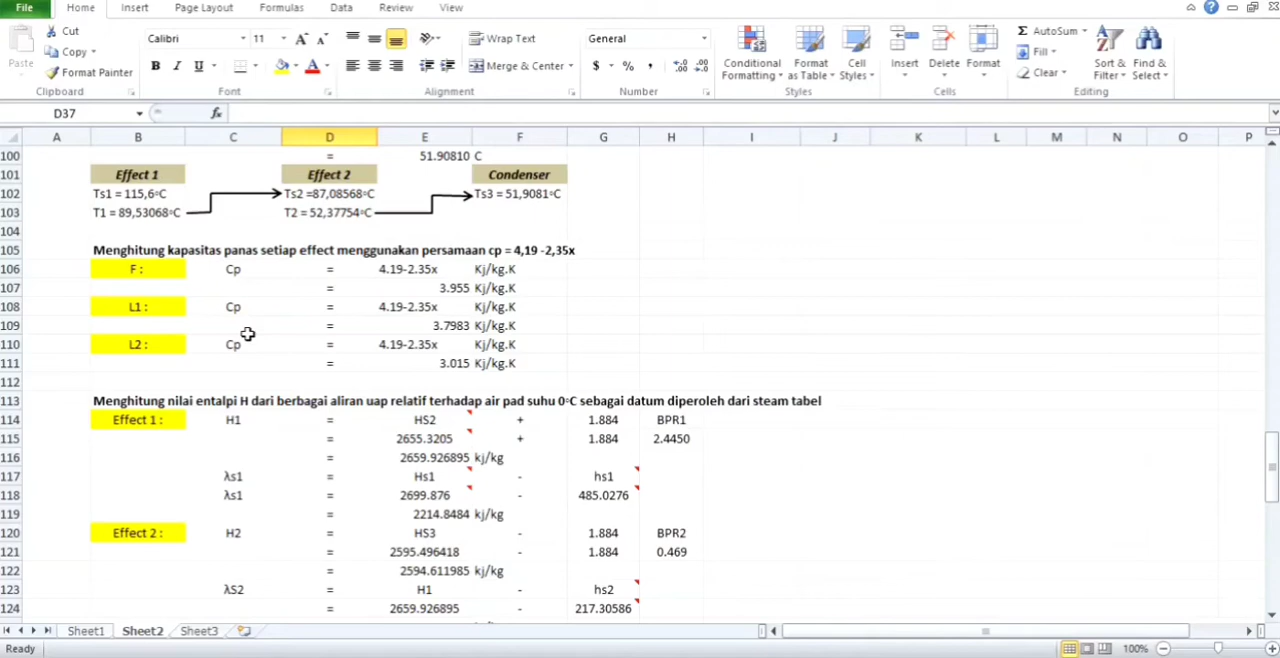 File Home Insert Page Layout Formulas Data Review View
Cut
Copy
Format Painter
Paste
Clipboard
Calibri 11
B I U
Font
Wrap Text
Merge & Center
Alignment
General
$ % ,
Number
Conditional Formatting
Format as Table
Cell Styles
Styles
Insert Delete Format
Cells
AutoSum
Fill
Clear
Sort & Filter
Find & Select
Editing
D37 fx
A B C D E F G H I J K L M N O P
100 = 51.90810 C
101 Effect 1 Effect 2 Condenser
102 Ts1 = 115,6◦C Ts2 =87,08568◦C Ts3 = 51,9081◦C
103 T1 = 89,53068◦C T2 = 52,37754◦C
104
105 Menghitung kapasitas panas setiap effect menggunakan persamaan cp = 4,19 -2,35x
106 F : Cp = 4.19-2.35x Kj/kg.K
107 = 3.955 Kj/kg.K
108 L1 : Cp = 4.19-2.35x Kj/kg.K
109 = 3.7983 Kj/kg.K
110 L2 : Cp = 4.19-2.35x Kj/kg.K
111 = 3.015 Kj/kg.K
112
113 Menghitung nilai entalpi H dari berbagai aliran uap relatif terhadap air pad suhu 0◦C sebagai datum diperoleh dari steam tabel
114 Effect 1 : H1 = HS2 + 1.884 BPR1
115 = 2655.3205 + 1.884 2.4450
116 = 2659.926895 kj/kg
117 λs1 = Hs1 - hs1
118 λs1 = 2699.876 - 485.0276
119 = 2214.8484 kj/kg
120 Effect 2 : H2 = HS3 - 1.884 BPR2
121 = 2595.496418 - 1.884 0.469
122 = 2594.611985 kj/kg
123 λS2 = H1 - hs2
124 = 2659.926895 - 217.30586
Sheet1 Sheet2 Sheet3
Ready 100%